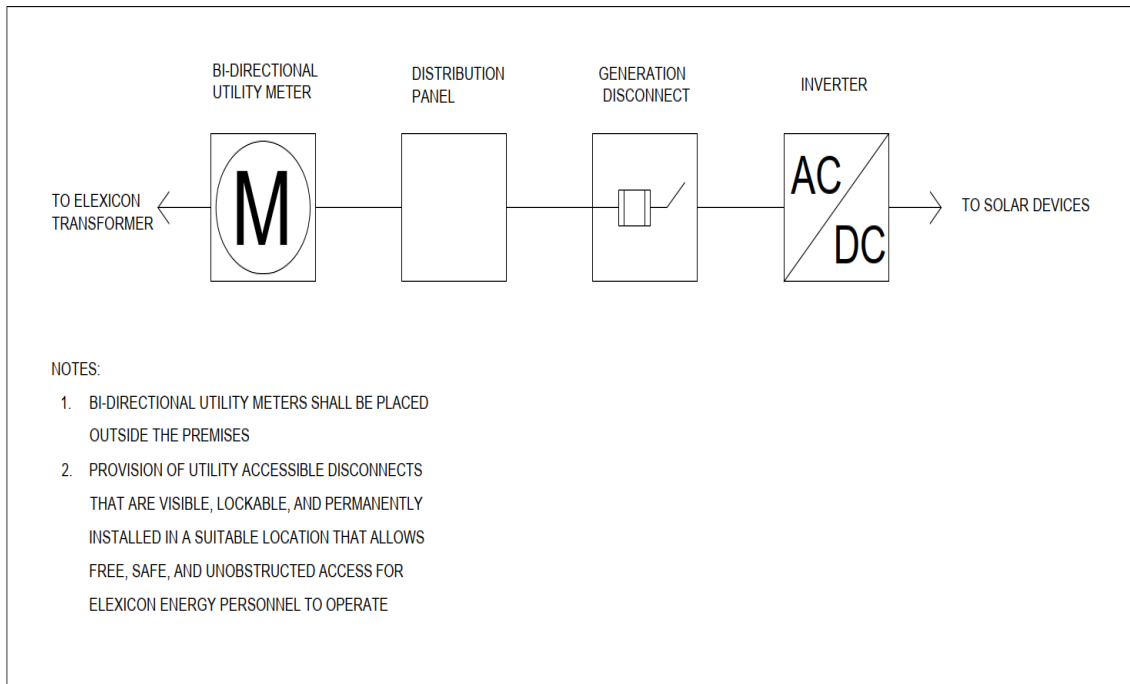 BI-DIRECTIONAL
UTILITY METER
DISTRIBUTION
PANEL
GENERATION
DISCONNECT
INVERTER
TO ELEXICON
TRANSFORMER
M
AC
DC
TO SOLAR DEVICES
NOTES:
1. BI-DIRECTIONAL UTILITY METERS SHALL BE PLACED
OUTSIDE THE PREMISES
2. PROVISION OF UTILITY ACCESSIBLE DISCONNECTS
THAT ARE VISIBLE, LOCKABLE, AND PERMANENTLY
INSTALLED IN A SUITABLE LOCATION THAT ALLOWS
FREE, SAFE, AND UNOBSTRUCTED ACCESS FOR
ELEXICON ENERGY PERSONNEL TO OPERATE